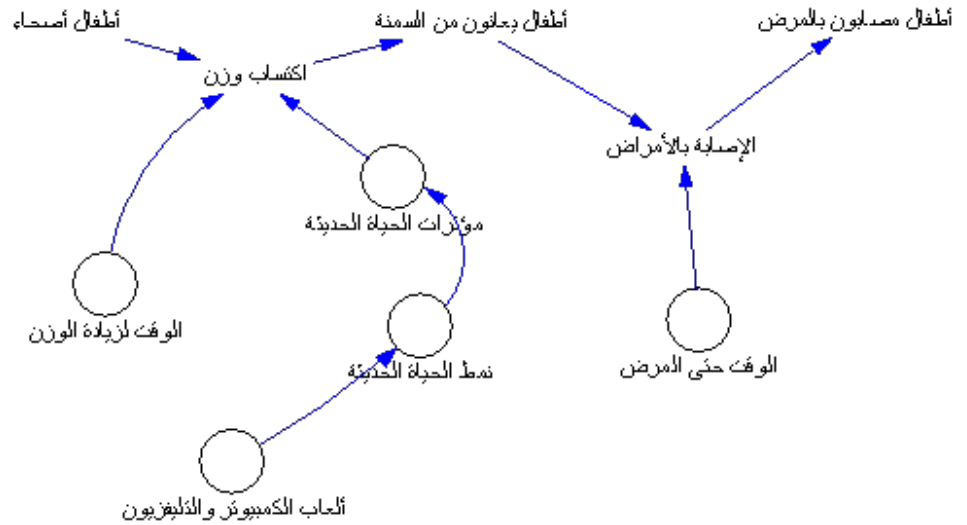 أطفال مصابون بالمرض
أطفال يعانون من السمنة
أطفال أصحاء
اكتساب وزن
الإصابة بالأمراض
مؤثرات الحياة الحديثة
الوقت لزيادة الوزن
الوقت حتى المرض
نمط الحياة الحديثة
ألعاب الكمبيوتر والتليفزيون